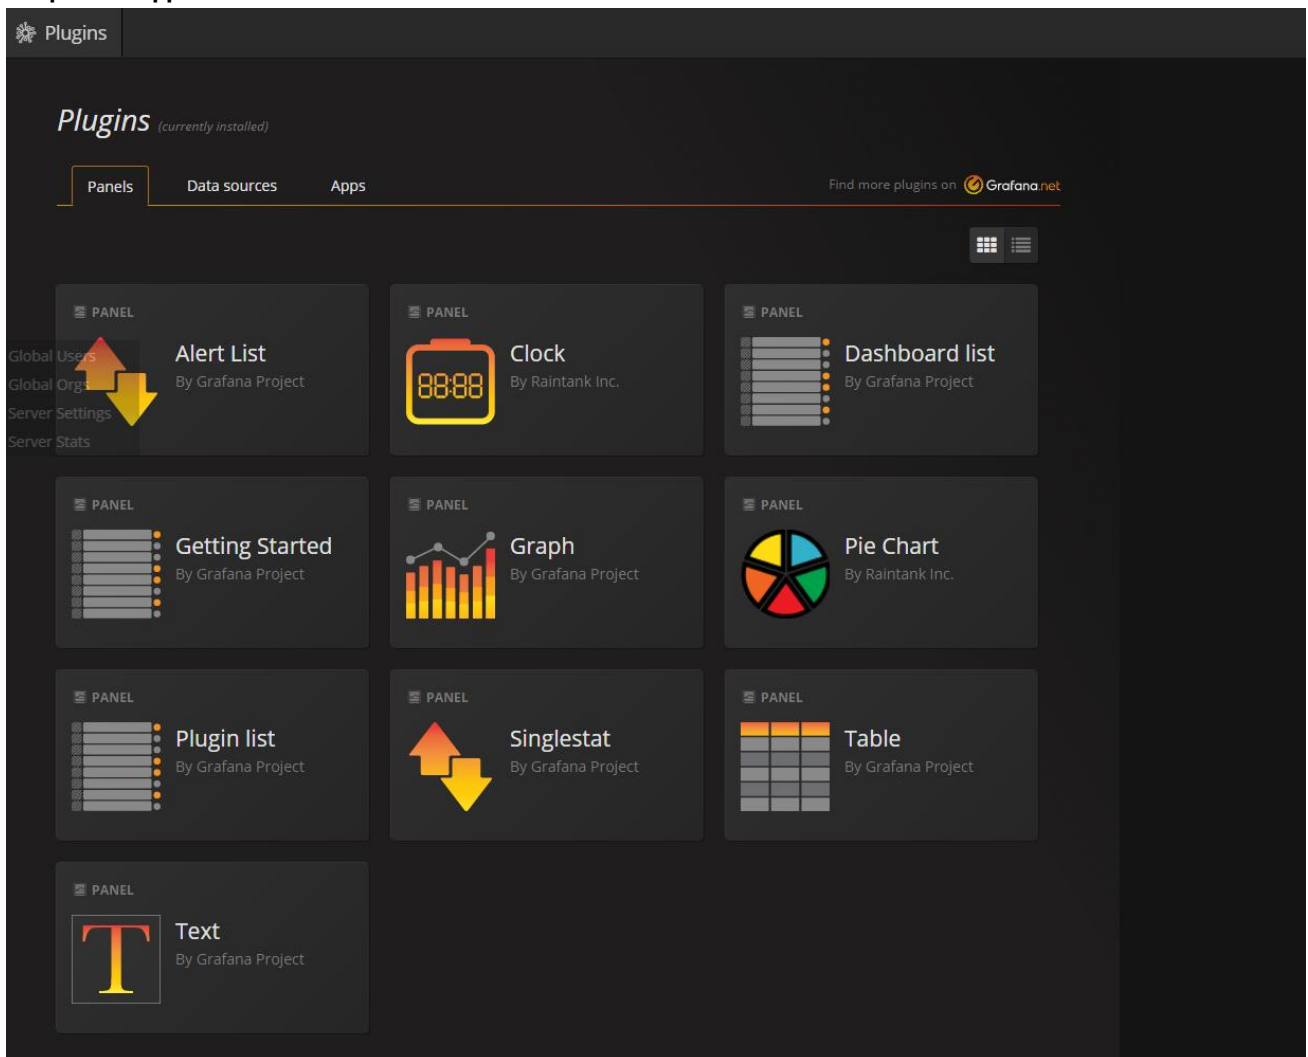 Plugins
Plugins (currently installed)
Panels Data sources Apps Find more plugins on Grafana.net
PANEL PANEL PANEL
Alert List Clock Dashboard list
By Grafana Project By Raintank Inc. By Grafana Project
88:88
Global Users
Global Orgs
Server Settings
Server Stats
PANEL PANEL PANEL
Getting Started Graph Pie Chart
By Grafana Project By Grafana Project By Raintank Inc.
PANEL PANEL PANEL
Plugin list Singlestat Table
By Grafana Project By Grafana Project By Grafana Project
PANEL
Text
By Grafana Project
T